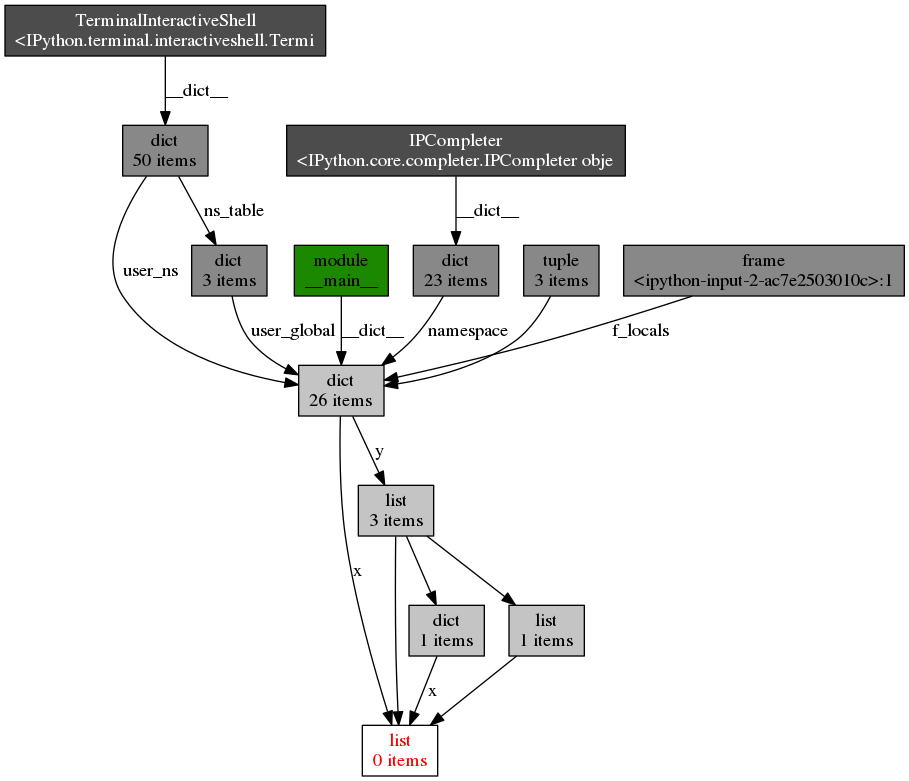 TerminalInteractiveShell
<IPython.terminal.interactiveshell.Termi
__dict__
dict
50 items
IPCompleter
<IPython.core.completer.IPCompleter obje
ns_table
__dict__
user_ns
dict
3 items
module
__main__
dict
23 items
tuple
3 items
frame
<ipython-input-2-ac7e2503010c>:1
user_global
__dict__
namespace
f_locals
dict
26 items
y
list
3 items
x
dict
1 items
list
1 items
x
list
0 items